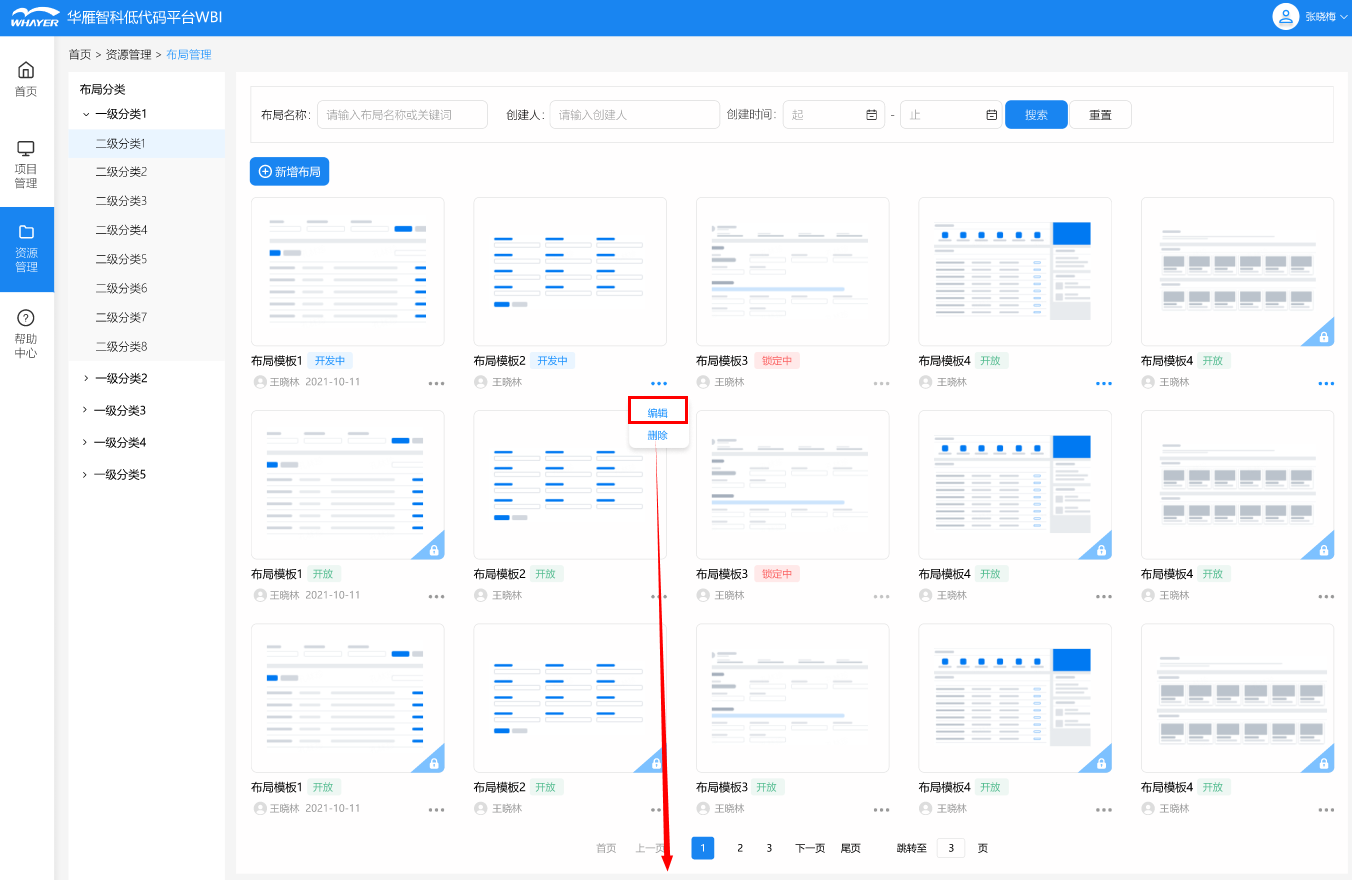 WHAYER 华雁智科低代码平台WBI
张晓梅
首页 > 资源管理 > 布局管理
首页
项目
管理
资源
管理
帮助
中心
布局分类
一级分类1
二级分类1
二级分类2
二级分类3
二级分类4
二级分类5
二级分类6
二级分类7
二级分类8
一级分类2
一级分类3
一级分类4
一级分类5
布局名称: 请输入布局名称或关键词 创建人: 请输入创建人 创建时间: 起 - 止 搜索 重置
新增布局
布局模板1 开发中 布局模板2 开发中 布局模板3 锁定中 布局模板4 开放 布局模板4 开放
王晓林 2021-10-11 王晓林 王晓林 王晓林 王晓林
编辑
删除
布局模板1 开放 布局模板2 开放 布局模板3 锁定中 布局模板4 开放 布局模板4 开放
王晓林 2021-10-11 王晓林 王晓林 王晓林 王晓林
布局模板1 开放 布局模板2 开放 布局模板3 开放 布局模板4 开放 布局模板4 开放
王晓林 2021-10-11 王晓林 王晓林 王晓林 王晓林
首页 上一页 1 2 3 下一页 尾页 跳转至 3 页